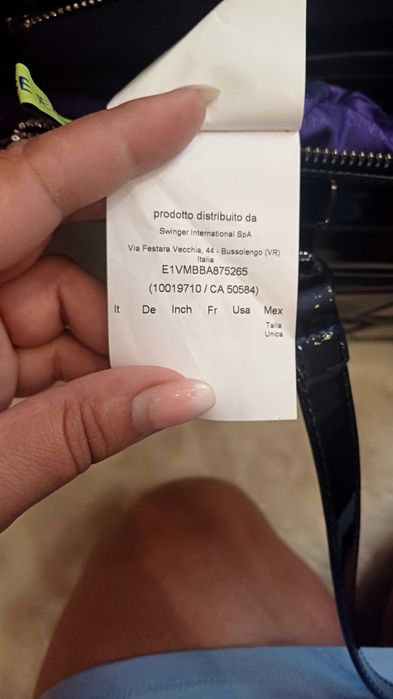 prodotto distribuito da
Swinger International SpA
Via Festara Vecchia, 44 - Bussolengo (VR)
Italia
E1VMBBA875265
(10019710 / CA 50584)
It De Inch Fr Usa Mex
Talla
Unica